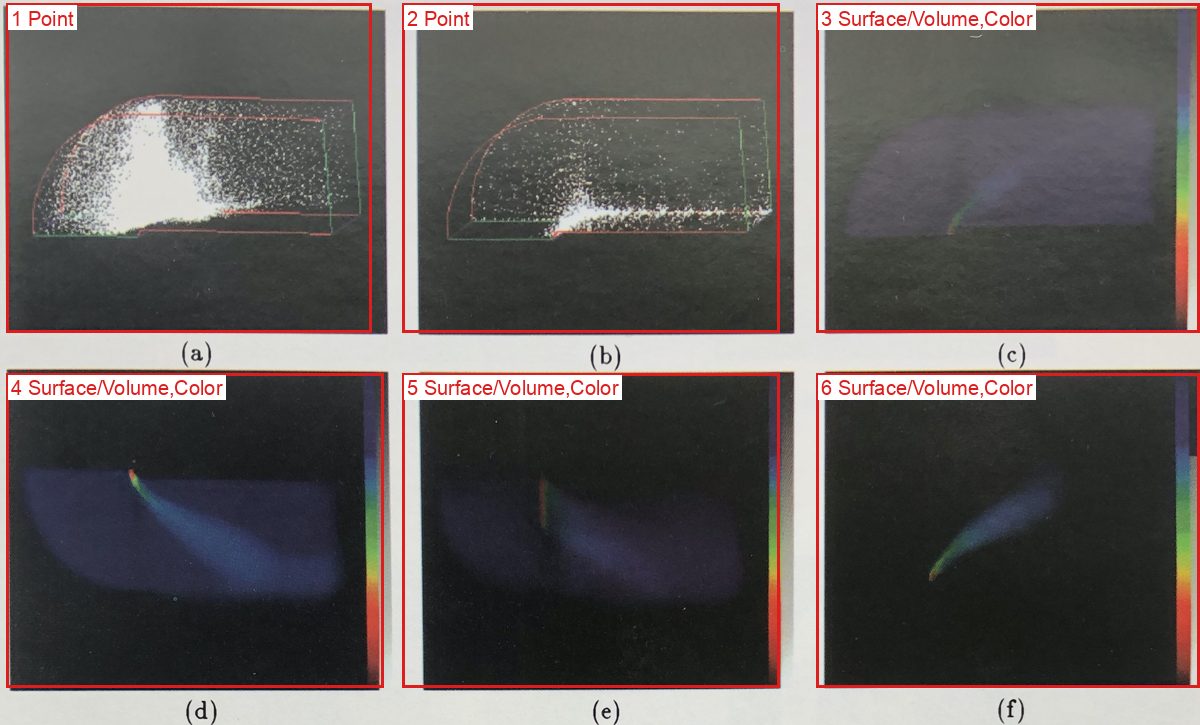 1 Point
2 Point
3 Surface/Volume,Color
(a)
(b)
(c)
4 Surface/Volume,Color
5 Surface/Volume,Color
6 Surface/Volume,Color
(d)
(e)
(f)